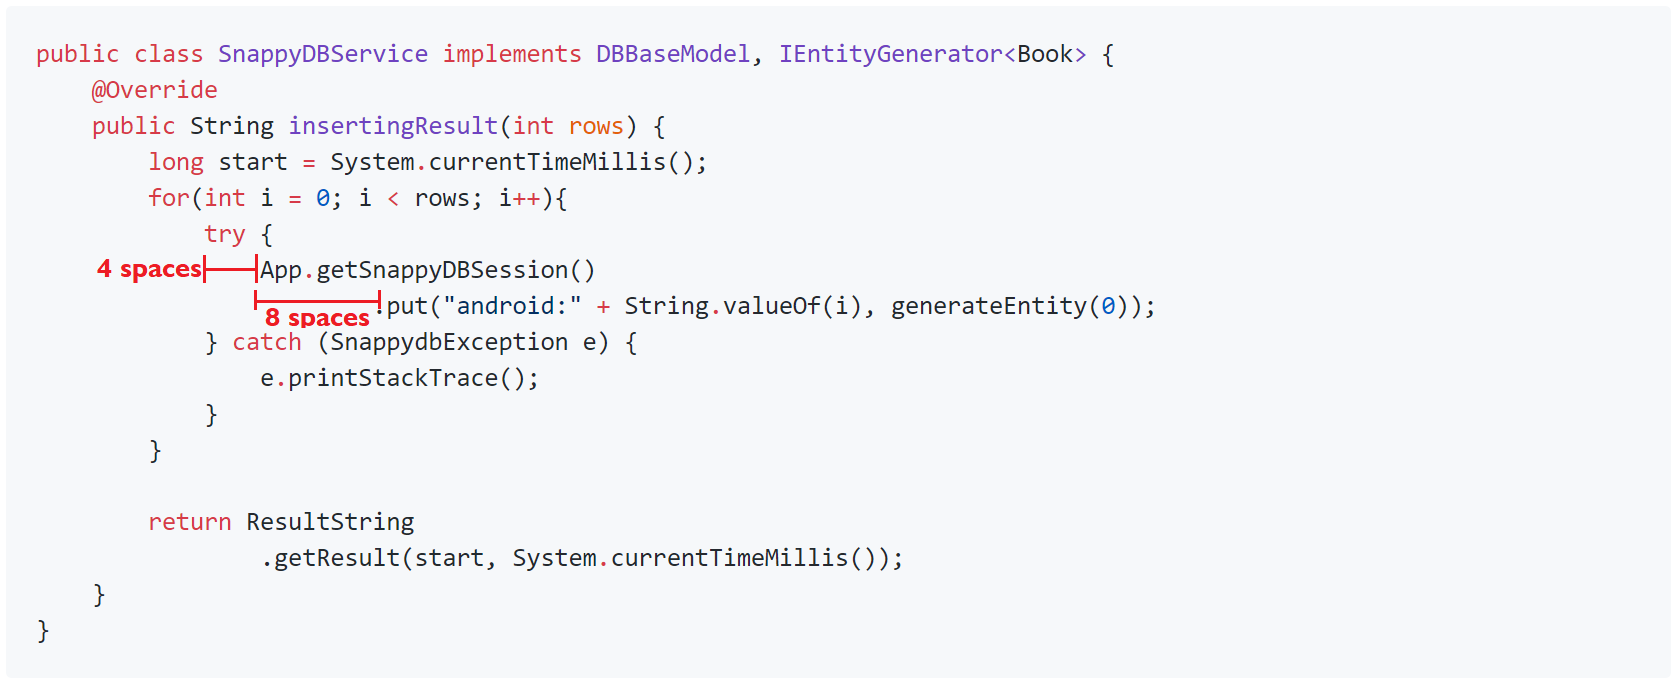 public class SnappyDBService implements DBBaseModel, IEntityGenerator<Book> {
    @Override
    public String insertingResult(int rows) {
        long start = System.currentTimeMillis();
        for(int i = 0; i < rows; i++){
            try {
4 spaces        App.getSnappyDBSession()
                        .put("android:" + String.valueOf(i), generateEntity(0));
                8 spaces
            } catch (SnappydbException e) {
                e.printStackTrace();
            }
        }
        return ResultString
                .getResult(start, System.currentTimeMillis());
    }
}